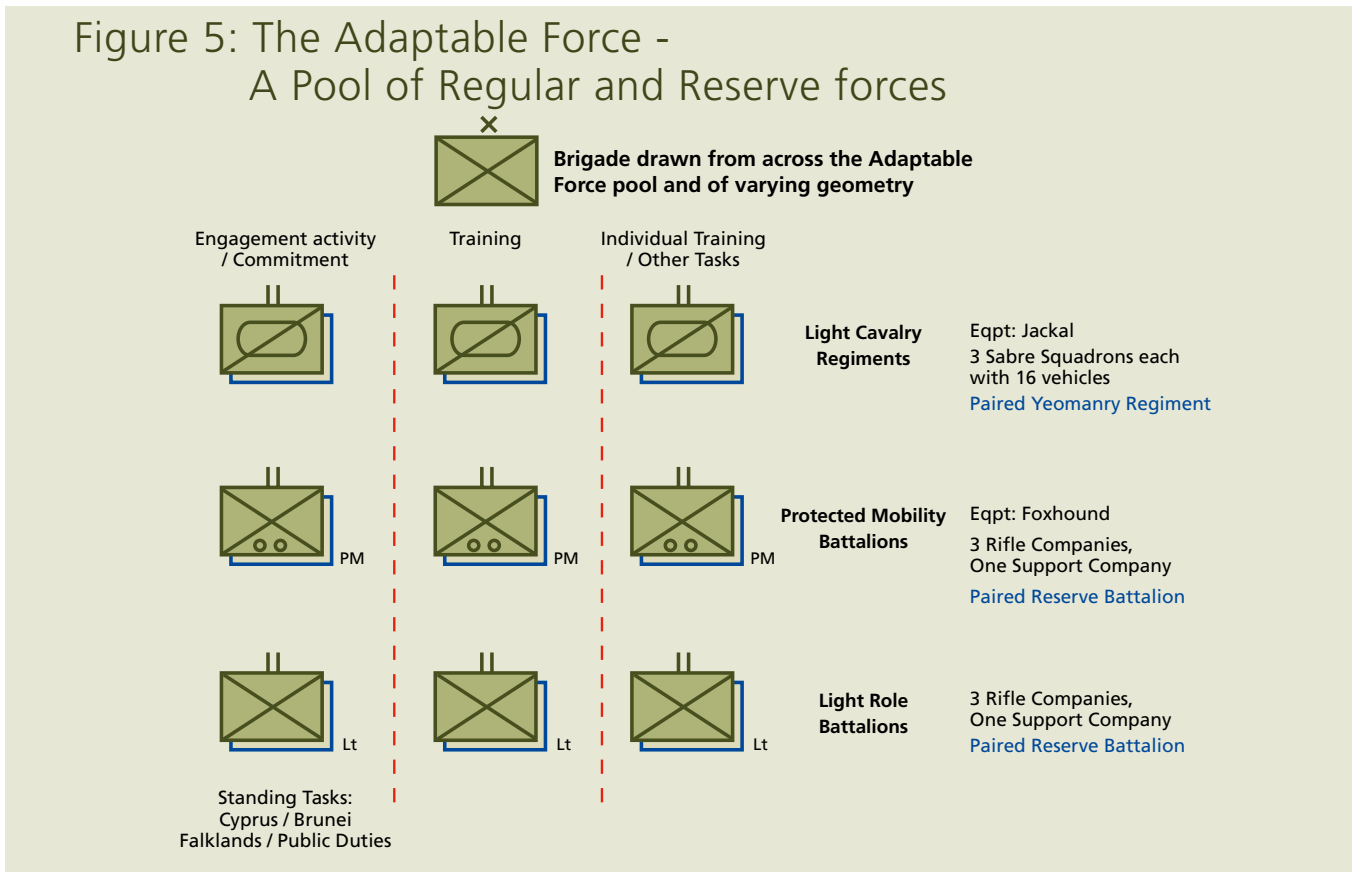 Figure 5: The Adaptable Force -
A Pool of Regular and Reserve forces
Brigade drawn from across the Adaptable
Force pool and of varying geometry
Engagement activity
/ Commitment
Training
Individual Training
/ Other Tasks
Light Cavalry
Regiments
Eqpt: Jackal
3 Sabre Squadrons each
with 16 vehicles
Paired Yeomanry Regiment
PM
PM
PM
Protected Mobility
Battalions
Eqpt: Foxhound
3 Rifle Companies,
One Support Company
Paired Reserve Battalion
Lt
Lt
Lt
Light Role
Battalions
3 Rifle Companies,
One Support Company
Paired Reserve Battalion
Standing Tasks:
Cyprus / Brunei
Falklands / Public Duties